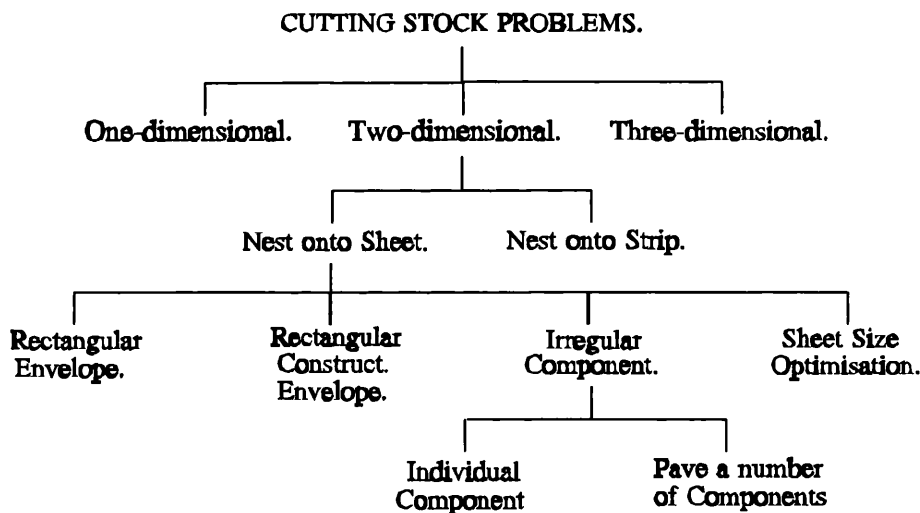 CUTTING STOCK PROBLEMS.
One-dimensional.
Two-dimensional.
Three-dimensional.
Nest onto Sheet.
Nest onto Strip.
Rectangular
Envelope.
Rectangular
Construct.
Envelope.
Irregular
Component.
Sheet Size
Optimisation.
Individual
Component
Pave a number
of Components